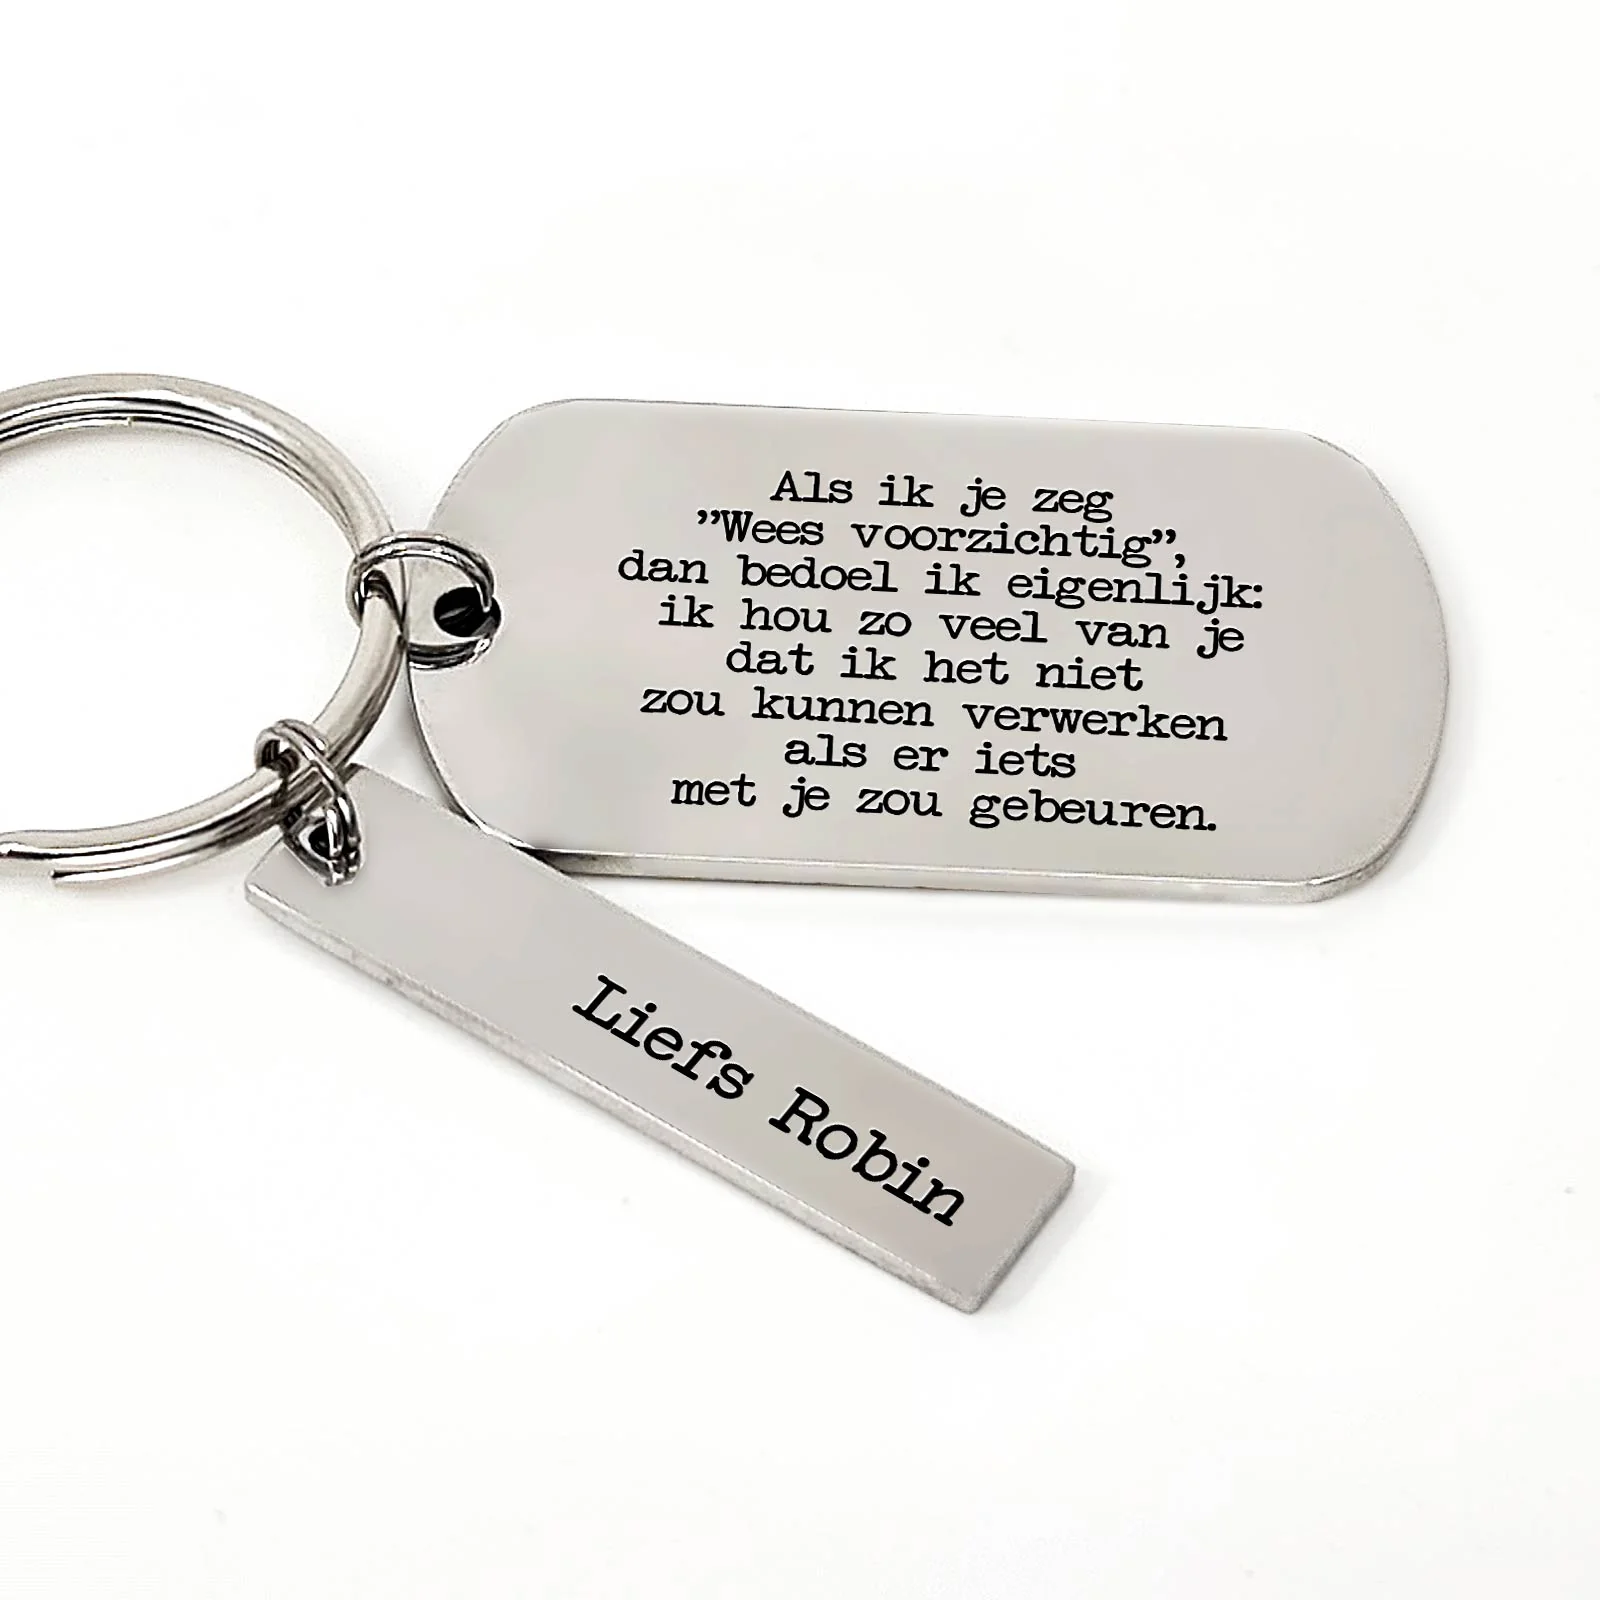 Als ik je zeg
”Wees voorzichtig”,
dan bedoel ik eigenlijk:
ik hou zo veel van je
dat ik het niet
zou kunnen verwerken
als er iets
met je zou gebeuren.
Liefs Robin